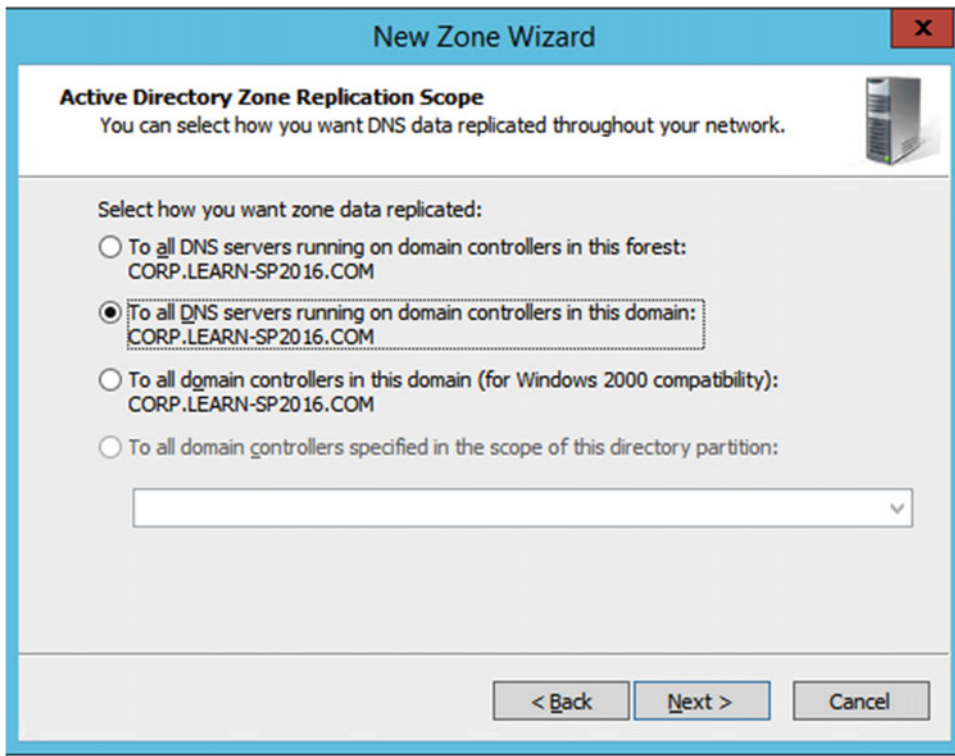 New Zone Wizard
x
Active Directory Zone Replication Scope
You can select how you want DNS data replicated throughout your network.
Select how you want zone data replicated:
To all DNS servers running on domain controllers in this forest:
CORP.LEARN-SP2016.COM
To all DNS servers running on domain controllers in this domain:
CORP.LEARN-SP2016.COM
To all domain controllers in this domain (for Windows 2000 compatibility):
CORP.LEARN-SP2016.COM
To all domain controllers specified in the scope of this directory partition:
< Back Next > Cancel